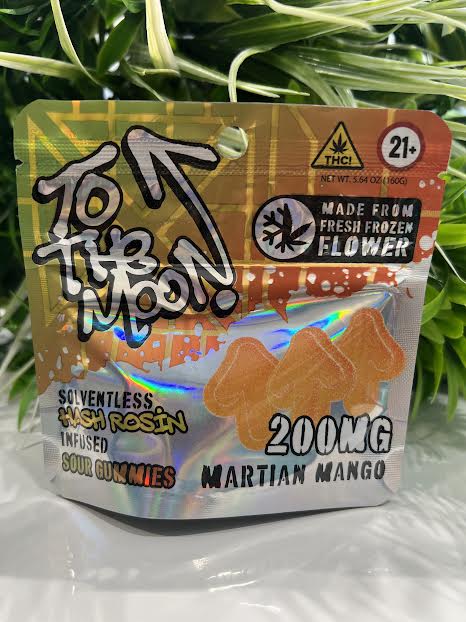 TO
THE
MOON!
THC!
21+
NET WT. 5.64 OZ (160G)
MADE FROM
FRESH FROZEN
FLOWER
SOLVENTLESS
HASH ROSIN
INFUSED
SOUR GUMMIES
200MG
MARTIAN MANGO